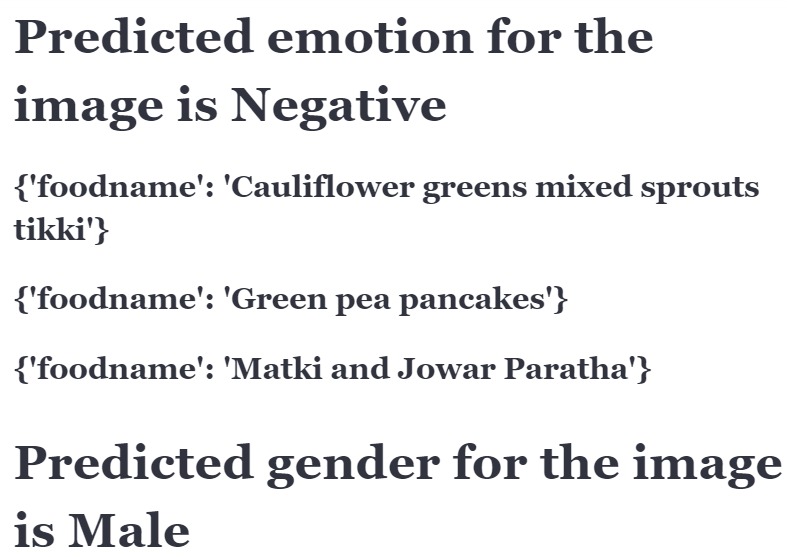 Predicted emotion for the
image is Negative
{'foodname': 'Cauliflower greens mixed sprouts
tikki'}
{'foodname': 'Green pea pancakes'}
{'foodname': 'Matki and Jowar Paratha'}
Predicted gender for the image
is Male